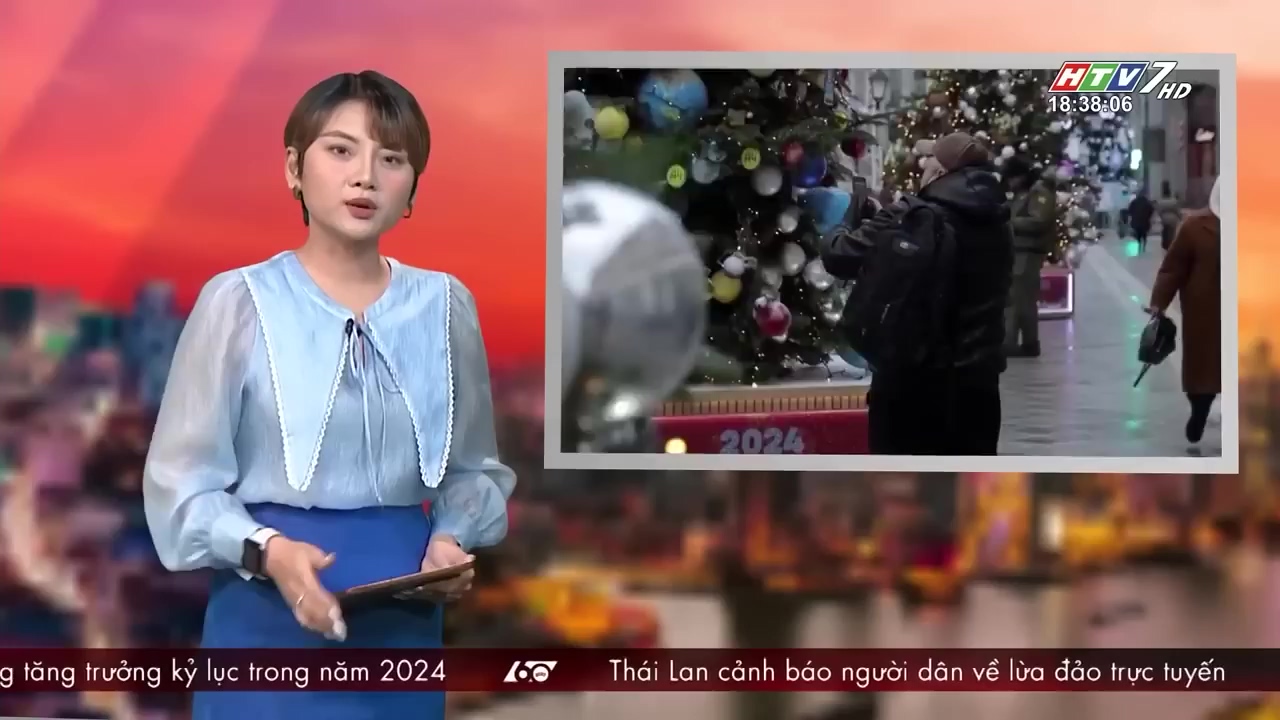 HTV7 HD
18:38:06
2024
g tăng trưởng kỷ lục trong năm 2024
60 Thái Lan cảnh báo người dân về lừa đảo trực tuyến